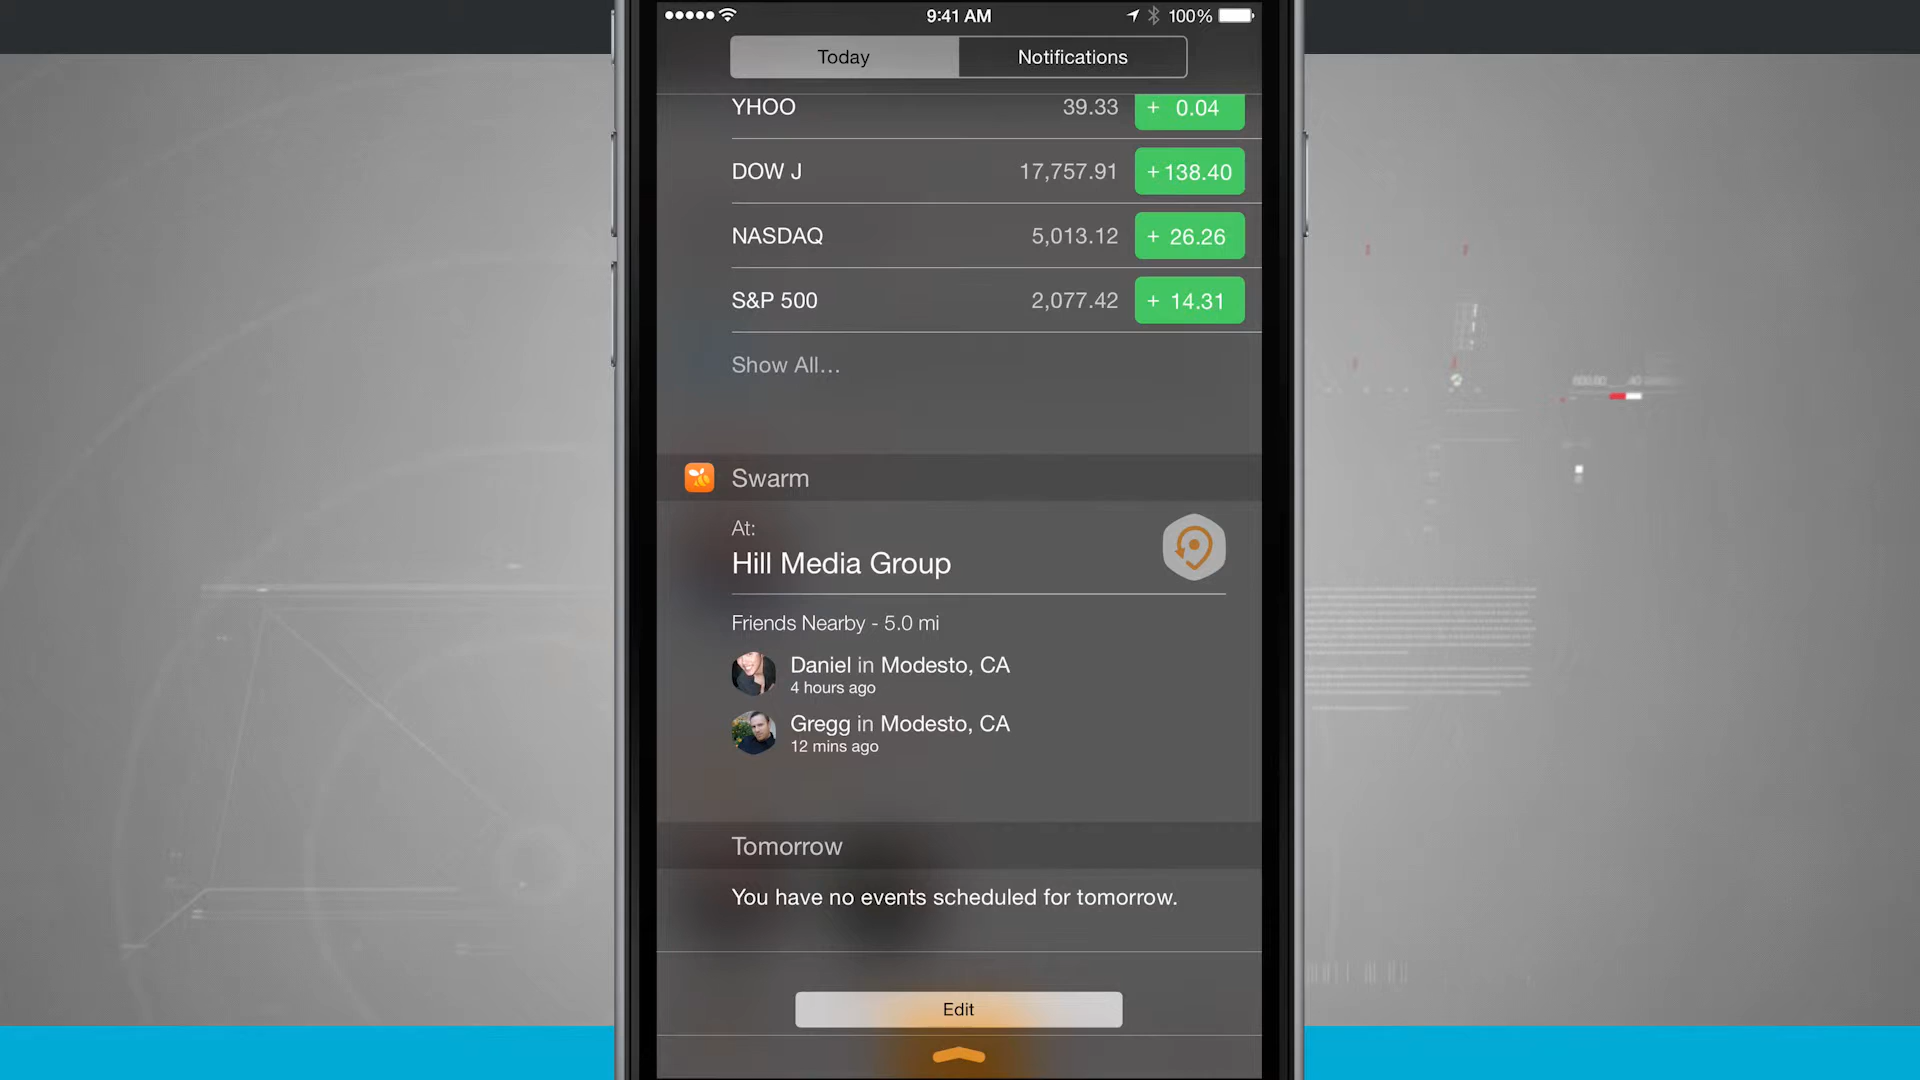 9:41 AM
100%
Today
Notifications
YHOO 39.33 + 0.04
DOW J 17,757.91 +138.40
NASDAQ 5,013.12 + 26.26
S&P 500 2,077.42 + 14.31
Show All...
Swarm
At:
Hill Media Group
Friends Nearby - 5.0 mi
Daniel in Modesto, CA
4 hours ago
Gregg in Modesto, CA
12 mins ago
Tomorrow
You have no events scheduled for tomorrow.
Edit